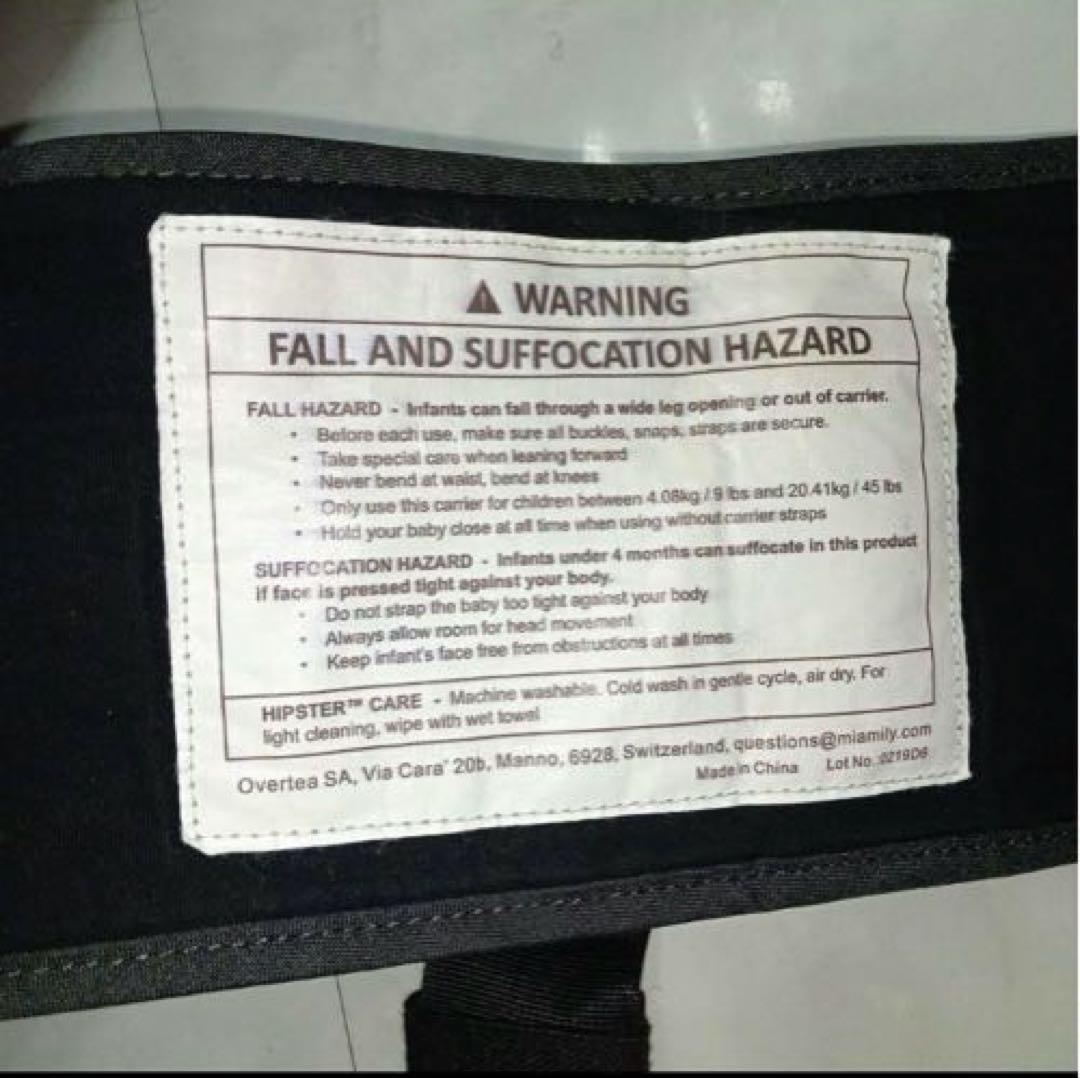 ⚠ WARNING
FALL AND SUFFOCATION HAZARD
FALL HAZARD - Infants can fall through a wide leg opening or out of carrier.
• Before each use, make sure all buckles, snaps, straps are secure.
• Take special care when leaning forward
• Never bend at waist, bend at knees
• Only use this carrier for children between 4.08kg / 9 lbs and 20.41kg / 45 lbs
• Hold your baby close at all time when using without carrier straps
SUFFOCATION HAZARD - Infants under 4 months can suffocate in this product
if face is pressed tight against your body.
• Do not strap the baby too tight against your body
• Always allow room for head movement
• Keep infant's face free from obstructions at all times
HIPSTER™ CARE - Machine washable. Cold wash in gentle cycle, air dry. For
light cleaning, wipe with wet towel
Overtea SA, Via Cara' 20b, Manno, 6928, Switzerland, questions@miamily.com
Made in China Lot No. 0219D6